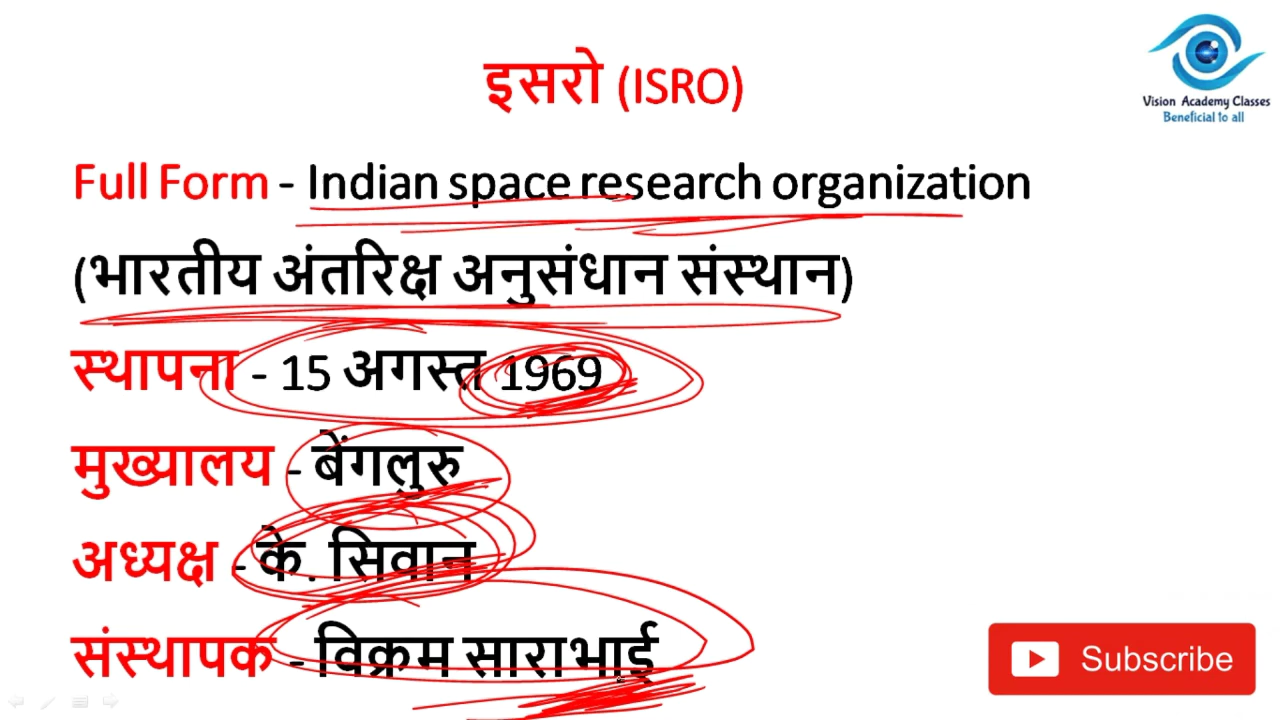 इसरो (ISRO)
Vision Academy Classes
Beneficial to all
Full Form - Indian space research organization
(भारतीय अंतरिक्ष अनुसंधान संस्थान)
स्थापना - 15 अगस्त 1969
मुख्यालय - बेंगलुरु
अध्यक्ष - के. सिवान
संस्थापक - विक्रम साराभाई
Subscribe